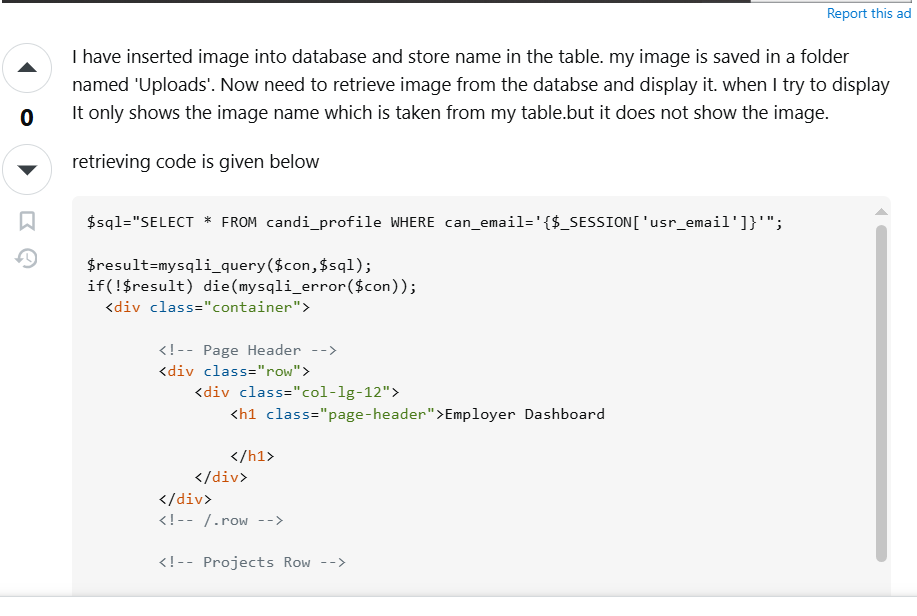 Report this ad
I have inserted image into database and store name in the table. my image is saved in a folder
named 'Uploads'. Now need to retrieve image from the databse and display it. when I try to display
0
It only shows the image name which is taken from my table.but it does not show the image.
retrieving code is given below
$sql="SELECT * FROM candi_profile WHERE can_email='{$_SESSION['usr_email']}'";
$result=mysqli_query($con,$sql);
if(!$result) die(mysqli_error($con));
<div class="container">
<!-- Page Header -->
<div class="row">
<div class="col-lg-12">
<h1 class="page-header">Employer Dashboard
</h1>
</div>
</div>
<!-- /.row -->
<!-- Projects Row -->